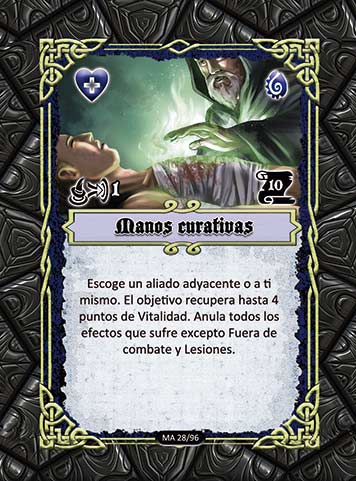 1
10
Manos curativas
Escoge un aliado adyacente o a ti
mismo. El objetivo recupera hasta 4
puntos de Vitalidad. Anula todos los
efectos que sufre excepto Fuera de
combate y Lesiones.
MA 28/96